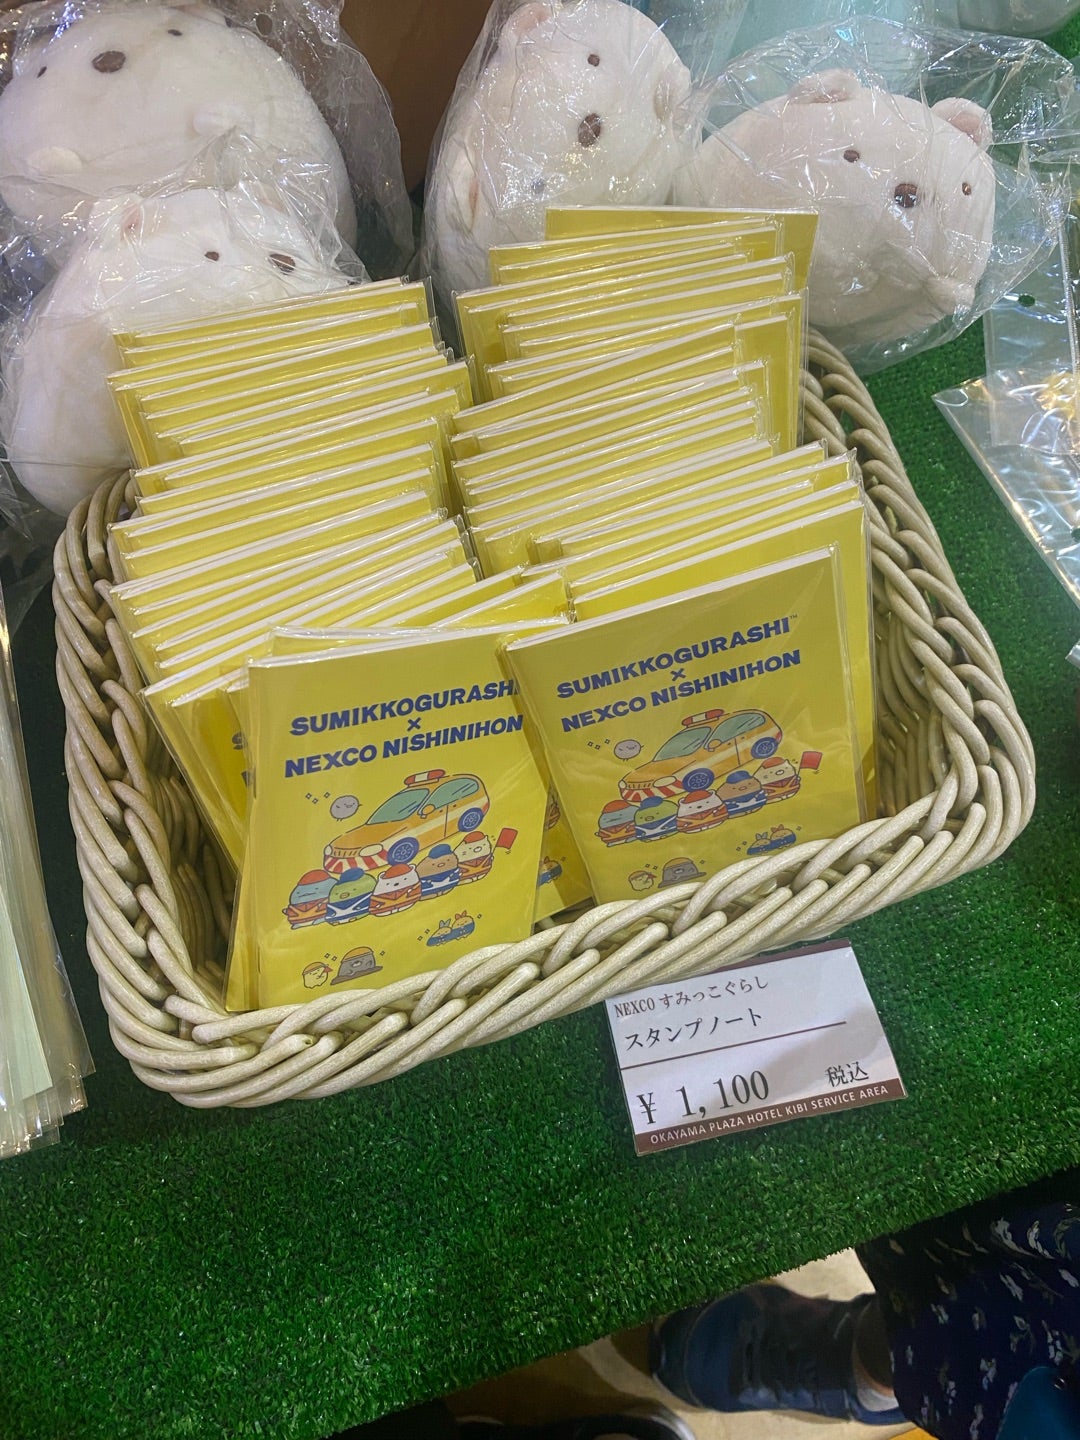 SUMIKKOGURASHI
×
NEXCO NISHINIHON
SUMIKKOGURASHI™
×
NEXCO NISHINIHON
NEXCO すみっこぐらし
スタンプノート
¥ 1,100 税込
OKAYAMA PLAZA HOTEL KIBI SERVICE AREA